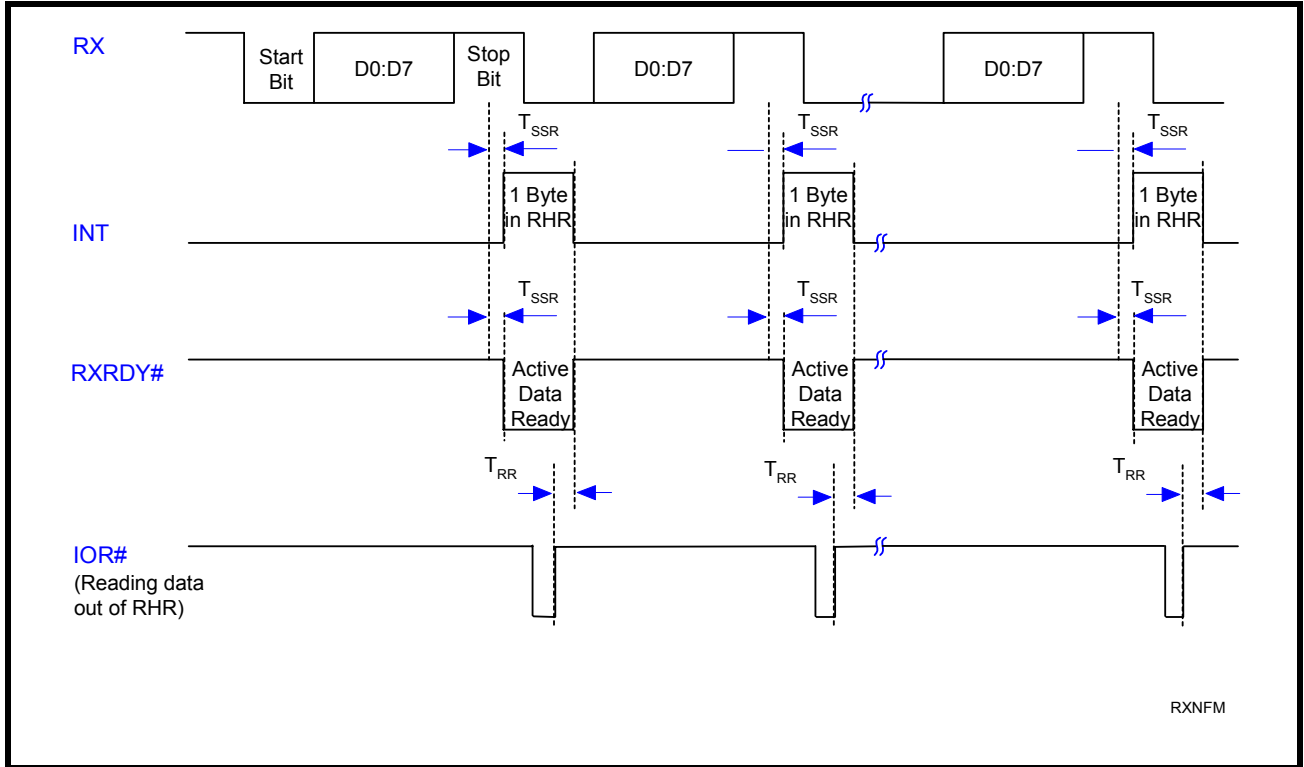 RX
Start
Bit
D0:D7
Stop
Bit
D0:D7
D0:D7
TSSR
TSSR
TSSR
INT
1 Byte
in RHR
1 Byte
in RHR
1 Byte
in RHR
TSSR
TSSR
TSSR
RXRDY#
Active
Data
Ready
Active
Data
Ready
Active
Data
Ready
TRR
TRR
TRR
IOR#
(Reading data
out of RHR)
RXNFM